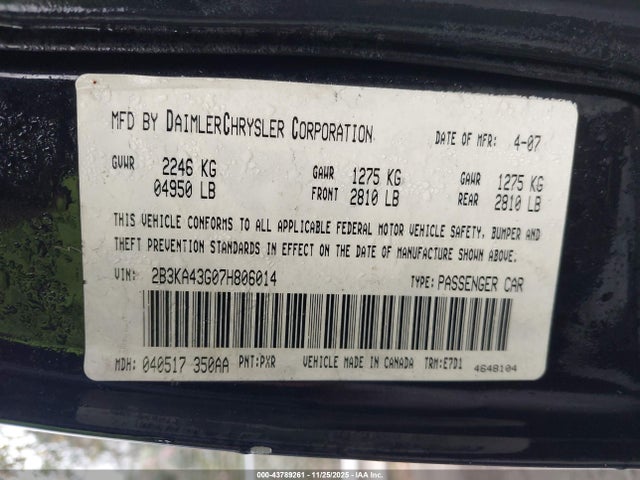 MFD BY DAIMLERCHRYSLER CORPORATION DATE OF MFR: 4-07
GVWR 2246 KG GAWR 1275 KG GAWR 1275 KG
04950 LB FRONT 2810 LB REAR 2810 LB
THIS VEHICLE CONFORMS TO ALL APPLICABLE FEDERAL MOTOR VEHICLE SAFETY, BUMPER AND
THEFT PREVENTION STANDARDS IN EFFECT ON THE DATE OF MANUFACTURE SHOWN ABOVE.
VIN: 2B3KA43G07H806014 TYPE: PASSENGER CAR
MDH: 040517 350AA PNT: PXR VEHICLE MADE IN CANADA TRM: E7D1 4648104
000-43789261 - 11/25/2025 - IAAI.COM